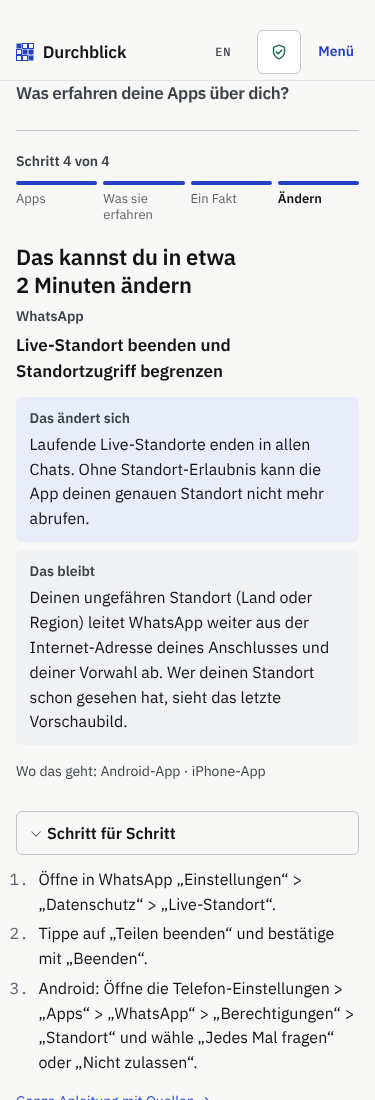 Durchblick
EN
Menü
Was erfahren deine Apps über dich?
Schritt 4 von 4
Apps
Was sie
erfahren
Ein Fakt
Ändern
Das kannst du in etwa
2 Minuten ändern
WhatsApp
Live-Standort beenden und
Standortzugriff begrenzen
Das ändert sich
Laufende Live-Standorte enden in allen
Chats. Ohne Standort-Erlaubnis kann die
App deinen genauen Standort nicht mehr
abrufen.
Das bleibt
Deinen ungefähren Standort (Land oder
Region) leitet WhatsApp weiter aus der
Internet-Adresse deines Anschlusses und
deiner Vorwahl ab. Wer deinen Standort
schon gesehen hat, sieht das letzte
Vorschaubild.
Wo das geht: Android-App · iPhone-App
Schritt für Schritt
1. Öffne in WhatsApp „Einstellungen“ >
„Datenschutz“ > „Live-Standort“.
2. Tippe auf „Teilen beenden“ und bestätige
mit „Beenden“.
3. Android: Öffne die Telefon-Einstellungen >
„Apps“ > „WhatsApp“ > „Berechtigungen“ >
„Standort“ und wähle „Jedes Mal fragen“
oder „Nicht zulassen“.
Ganze Anleitung mit Quellen →